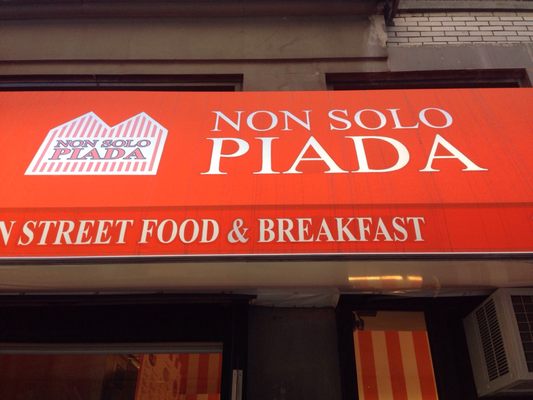 NON SOLO
PIADA
NON SOLO
PIADA
STREET FOOD & BREAKFAST